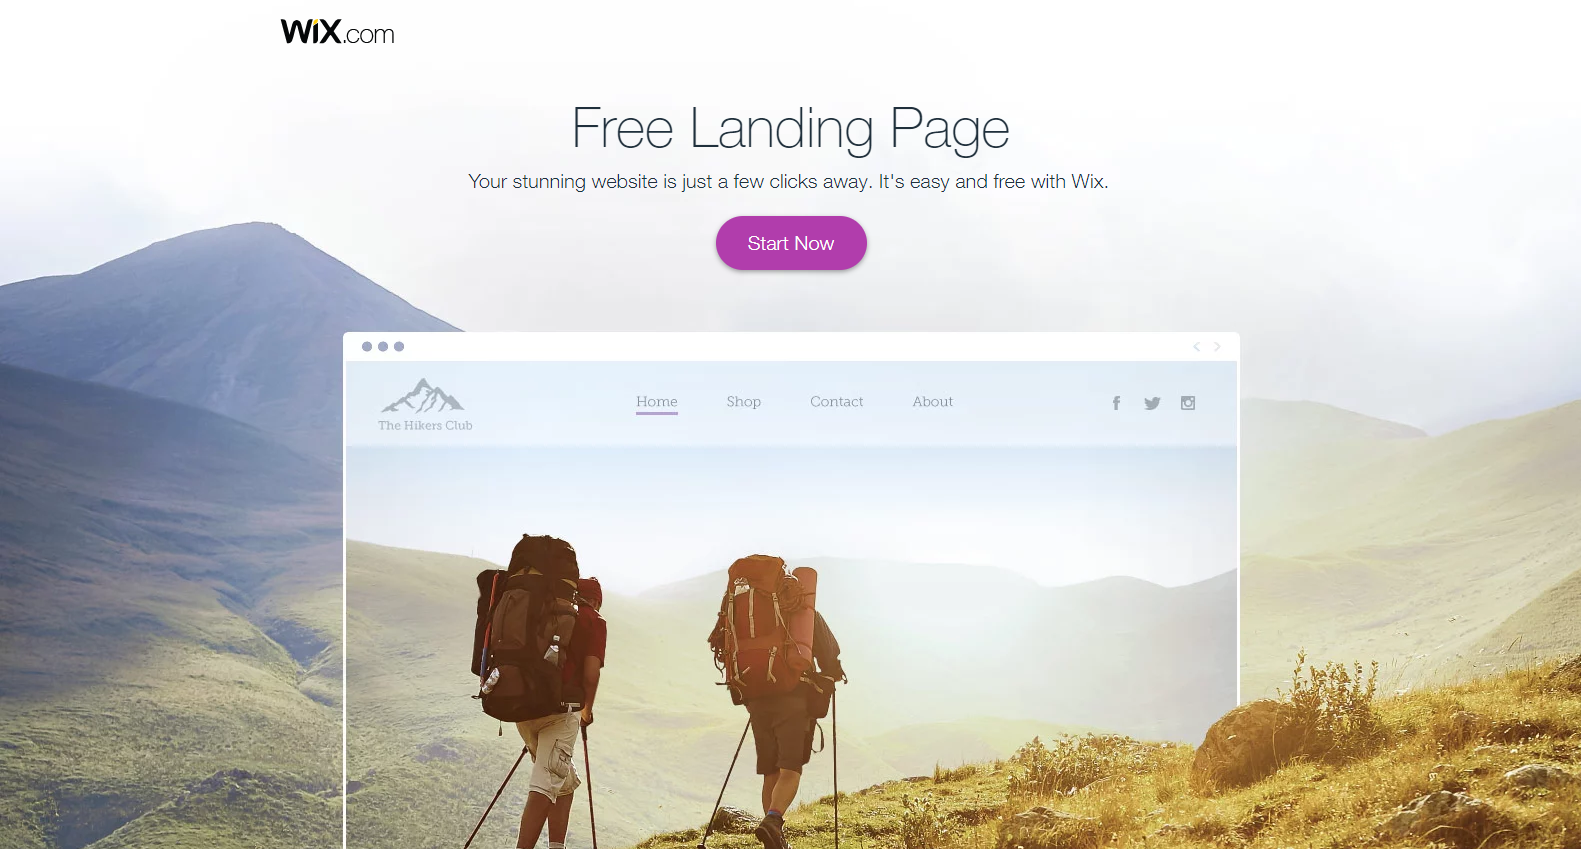 WiX.com
Free Landing Page
Your stunning website is just a few clicks away. It's easy and free with Wix.
Start Now
The Hikers Club
Home Shop Contact About